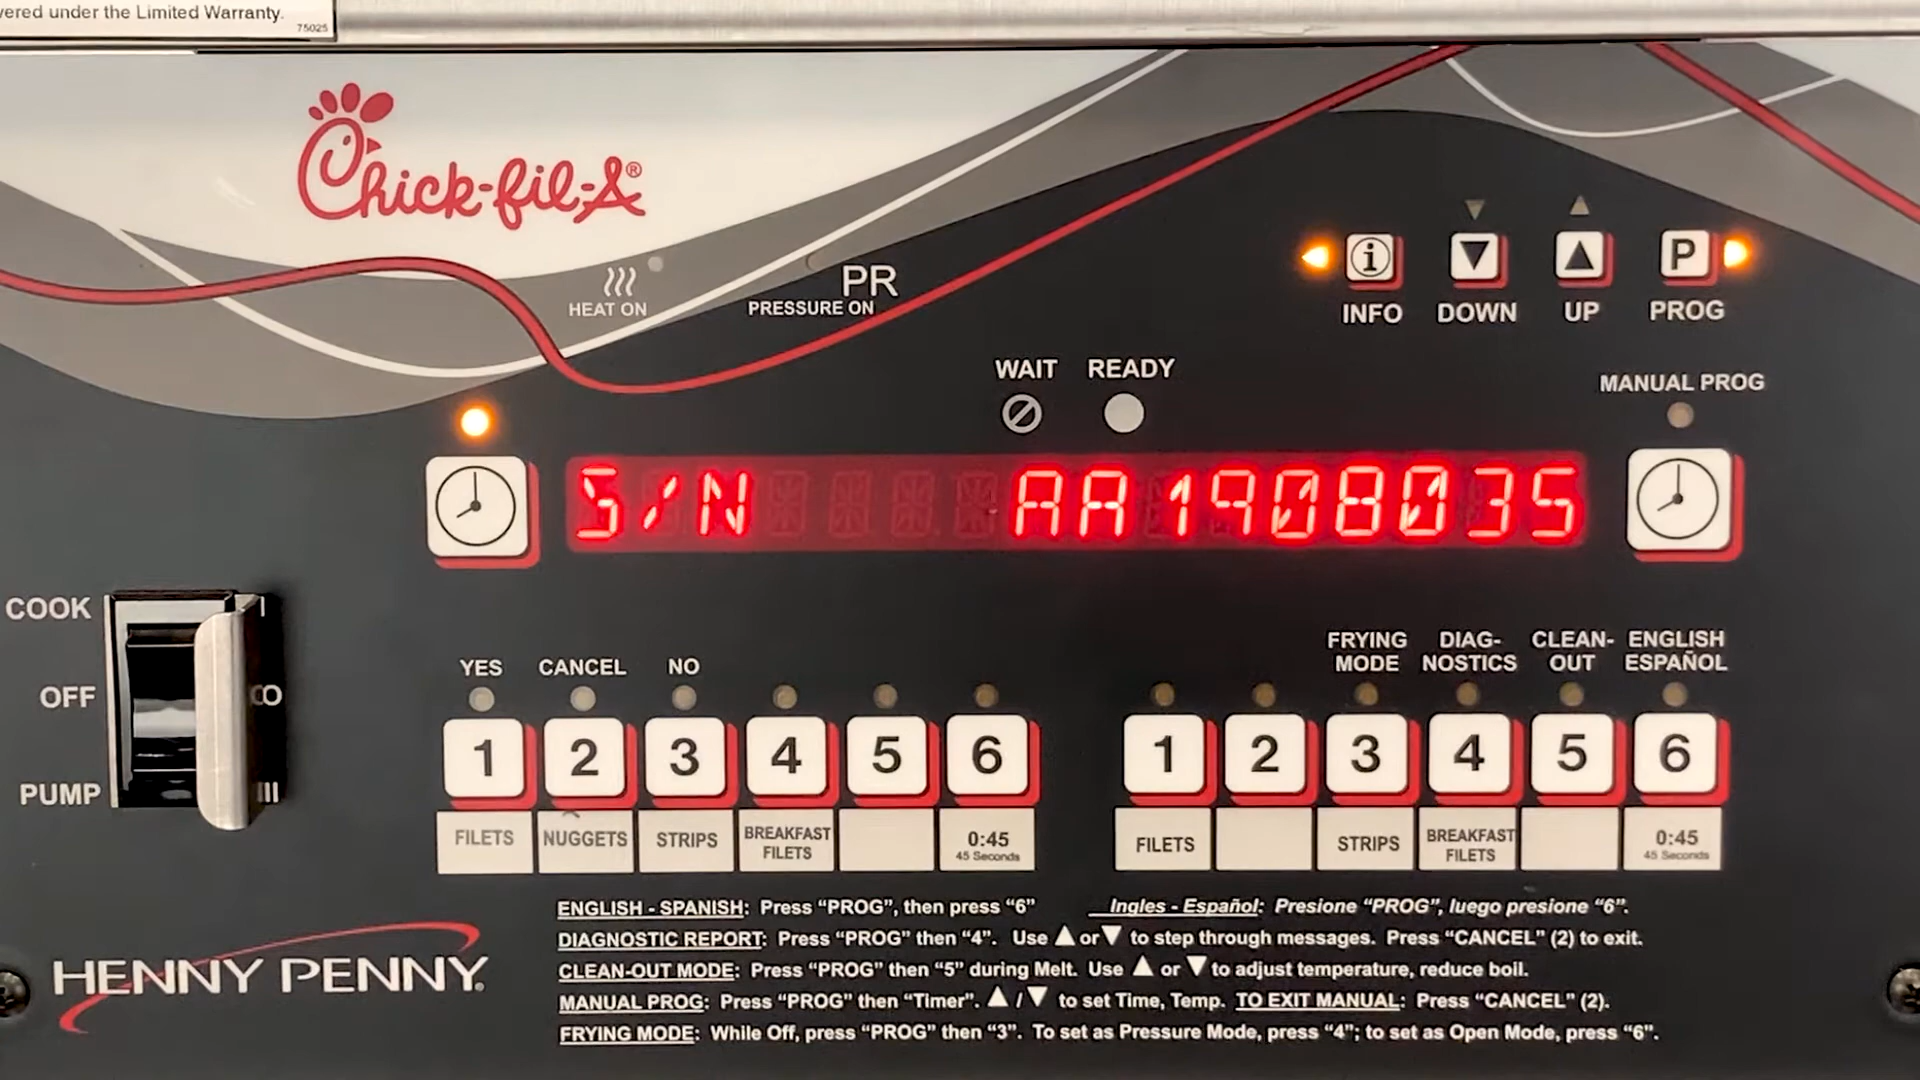 vered under the Limited Warranty.
75025
Chick-fil-A®
HEAT ON
PR
PRESSURE ON
INFO DOWN UP P PROG
WAIT READY
MANUAL PROG
S/N AA1908035
COOK I
OFF O
PUMP II
YES CANCEL NO
FRYING MODE DIAG-NOSTICS CLEAN-OUT ENGLISH ESPAÑOL
1 2 3 4 5 6 1 2 3 4 5 6
FILETS NUGGETS STRIPS BREAKFAST FILETS 0:45 45 Seconds FILETS STRIPS BREAKFAST FILETS 0:45 45 Seconds
ENGLISH - SPANISH: Press “PROG”, then press “6” Ingles - Español: Presione “PROG”, luego presione “6”.
DIAGNOSTIC REPORT: Press “PROG” then “4”. Use ▲ or ▼ to step through messages. Press “CANCEL” (2) to exit.
CLEAN-OUT MODE: Press “PROG” then “5” during Melt. Use ▲ or ▼ to adjust temperature, reduce boil.
MANUAL PROG: Press “PROG” then “Timer”. ▲ / ▼ to set Time, Temp. TO EXIT MANUAL: Press “CANCEL” (2).
FRYING MODE: While Off, press “PROG” then “3”. To set as Pressure Mode, press “4”; to set as Open Mode, press “6”.
HENNY PENNY.